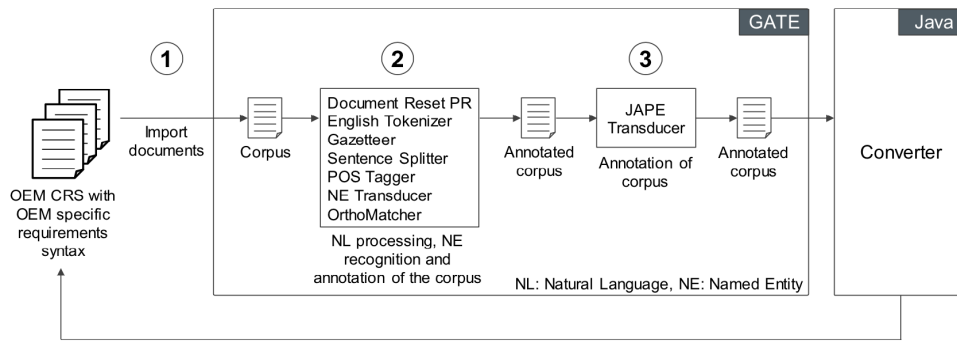 GATE
Java
1
2
3
Import
documents
OEM CRS with
OEM specific
requirements
syntax
Corpus
Document Reset PR
English Tokenizer
Gazetteer
Sentence Splitter
POS Tagger
NE Transducer
OrthoMatcher
NL processing, NE
recognition and
annotation of the corpus
Annotated
corpus
JAPE
Transducer
Annotation of
corpus
Annotated
corpus
Converter
NL: Natural Language, NE: Named Entity